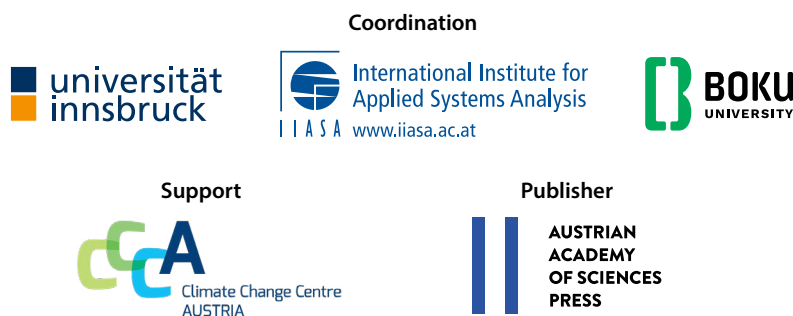 Coordination
universität
innsbruck
IIASA
International Institute for
Applied Systems Analysis
www.iiasa.ac.at
BOKU
UNIVERSITY
Support
CCCA
Climate Change Centre
AUSTRIA
Publisher
AUSTRIAN
ACADEMY
OF SCIENCES
PRESS